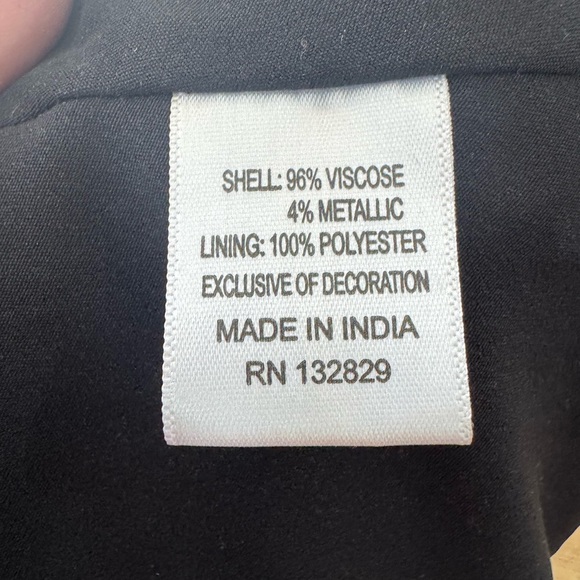 SHELL: 96% VISCOSE
4% METALLIC
LINING: 100% POLYESTER
EXCLUSIVE OF DECORATION
MADE IN INDIA
RN 132829